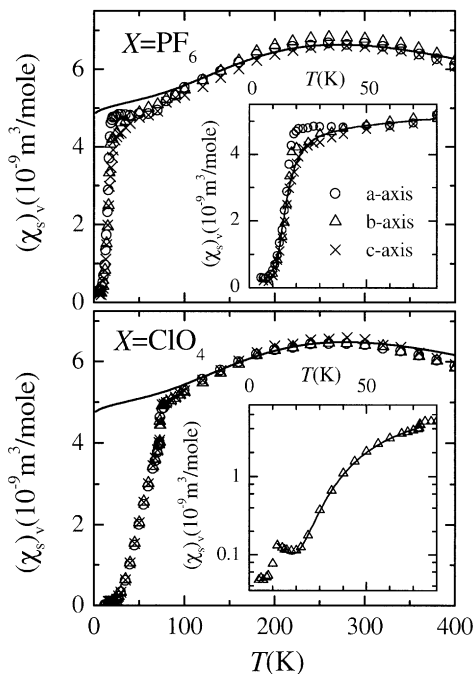 X=PF6
T(K)
0 50
6
4
2
0
(χs)v(10-9m3/mole)
4
2
0
(χs)v(10-9m3/mole)
a-axis
b-axis
c-axis
X=ClO4
T(K)
0 50
6
4
2
0
(χs)v(10-9m3/mole)
1
0.1
(χs)v(10-9m3/mole)
0 100 200 300 400
T(K)